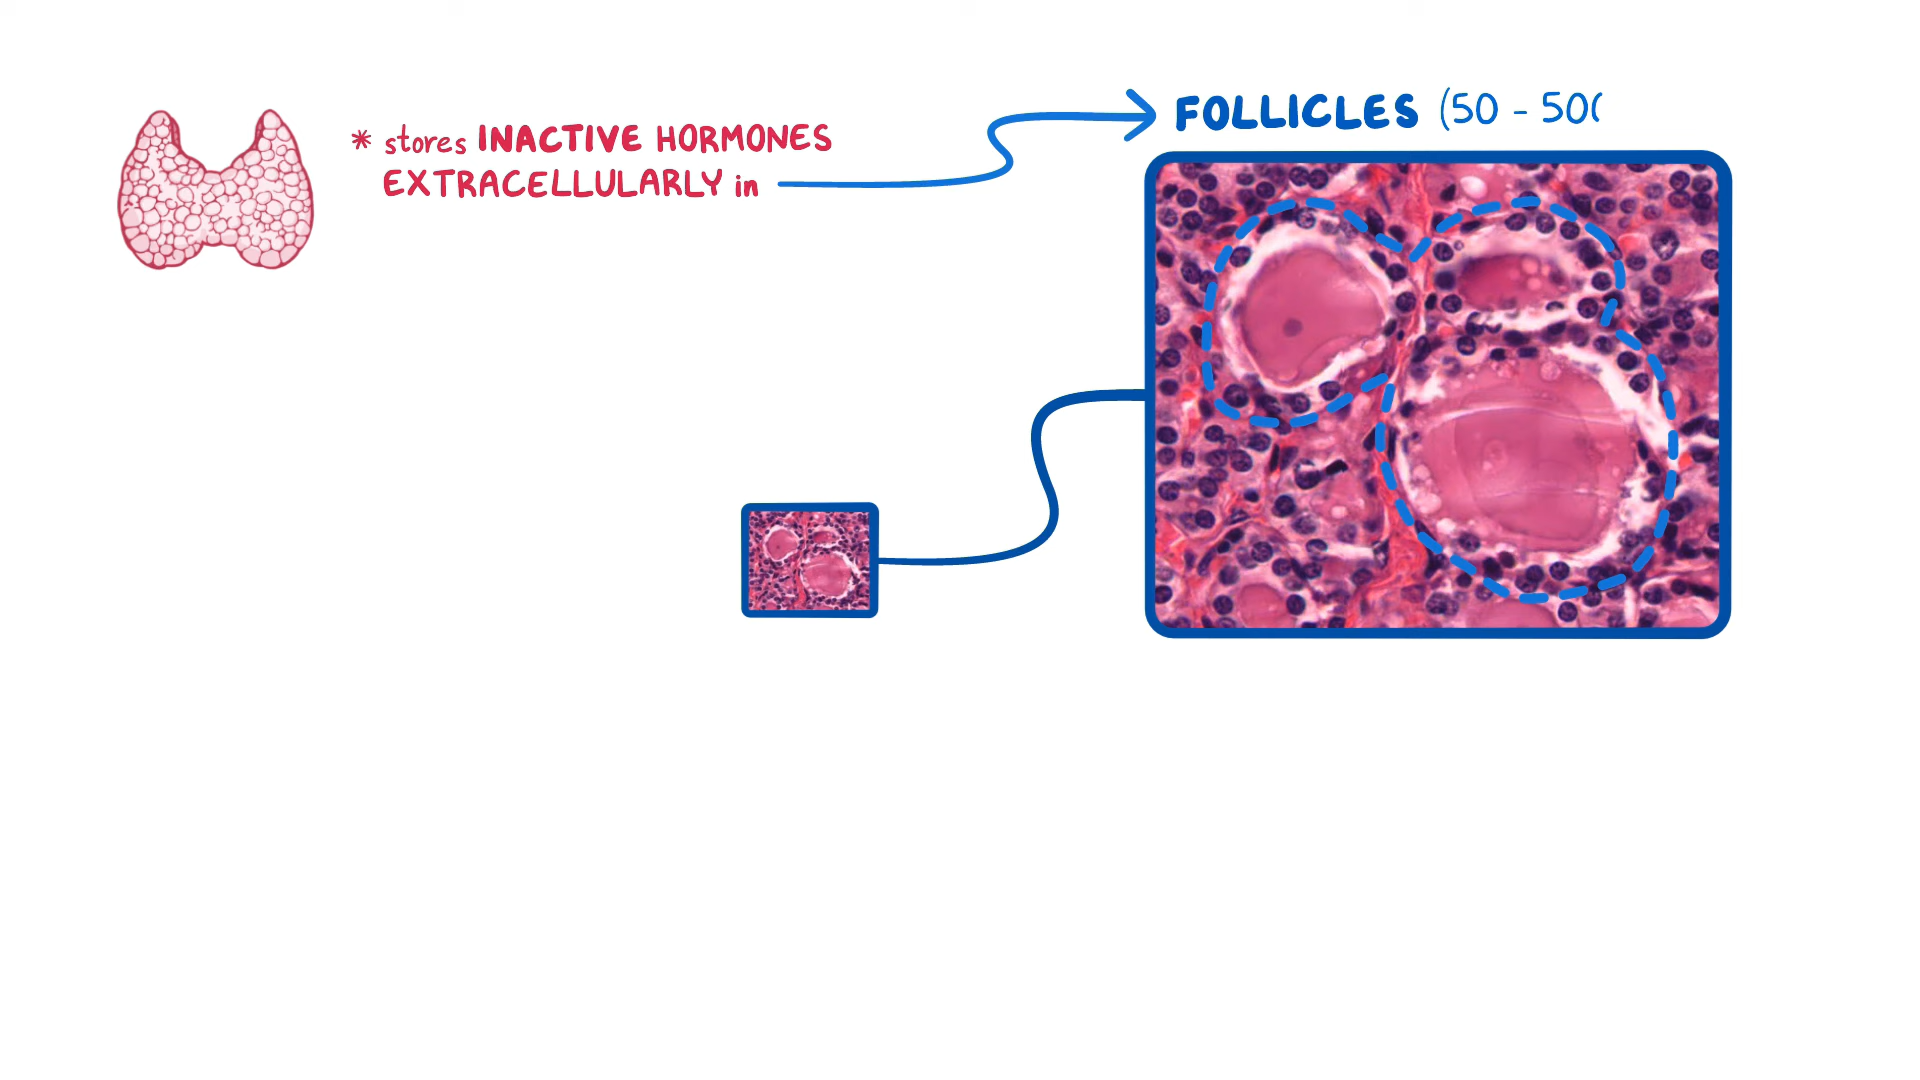 * stores INACTIVE HORMONES
EXTRACELLULARLY in
FOLLICLES (50 - 50